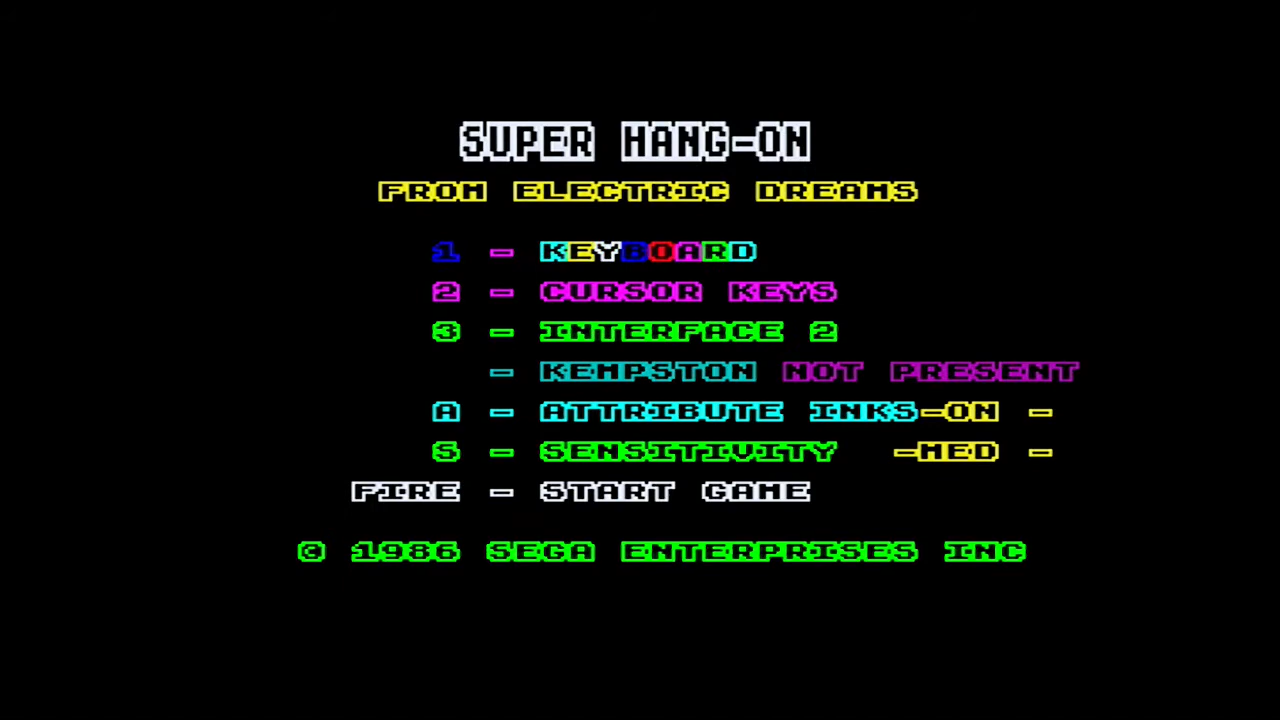 SUPER HANG-ON
FROM ELECTRIC DREAMS
1 - KEYBOARD
2 - CURSOR KEYS
3 - INTERFACE 2
- KEMPSTON NOT PRESENT
A - ATTRIBUTE INKS-ON -
S - SENSITIVITY -MED -
FIRE - START GAME
© 1986 SEGA ENTERPRISES INC